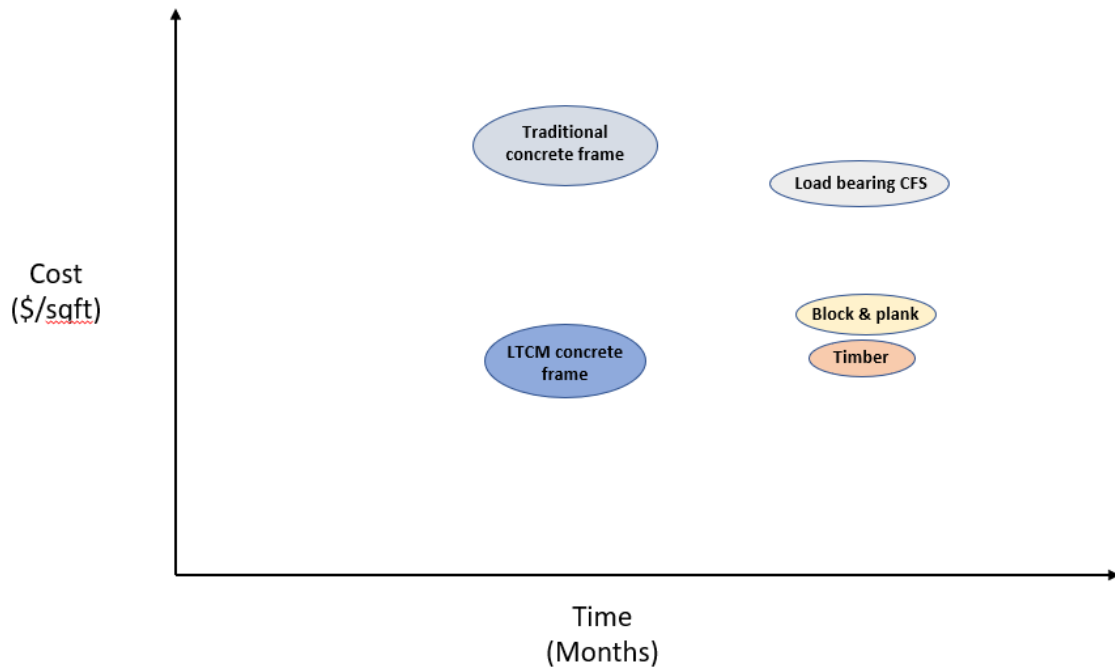 Traditional
concrete frame
Load bearing CFS
Cost
($/sqft)
Block & plank
LTCM concrete
frame
Timber
Time
(Months)